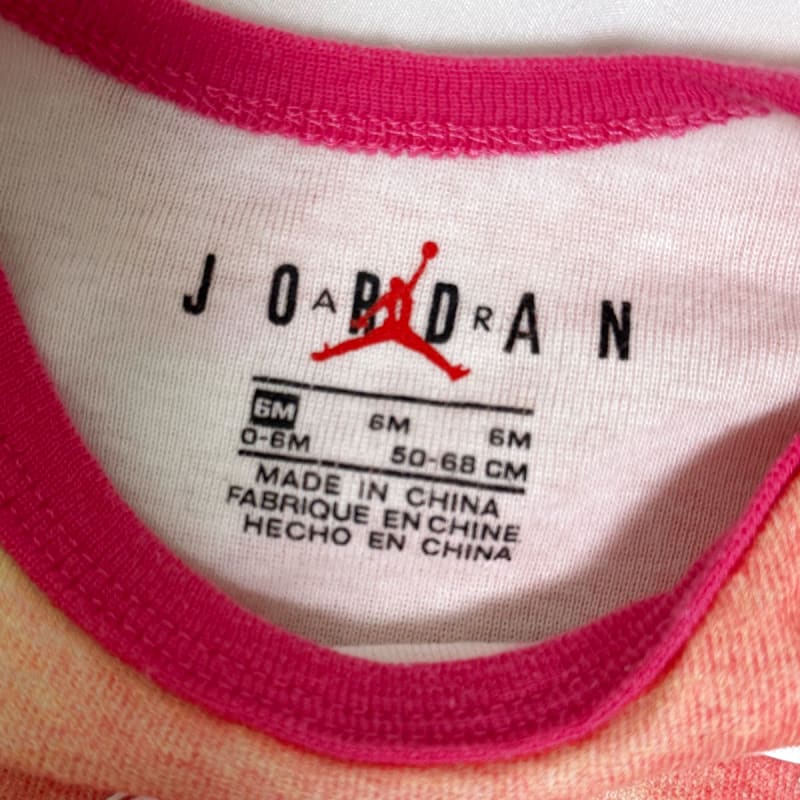 JORDAN
AIR
6M 6M 6M
0-6M 50-68 CM
MADE IN CHINA
FABRIQUE EN CHINE
HECHO EN CHINA